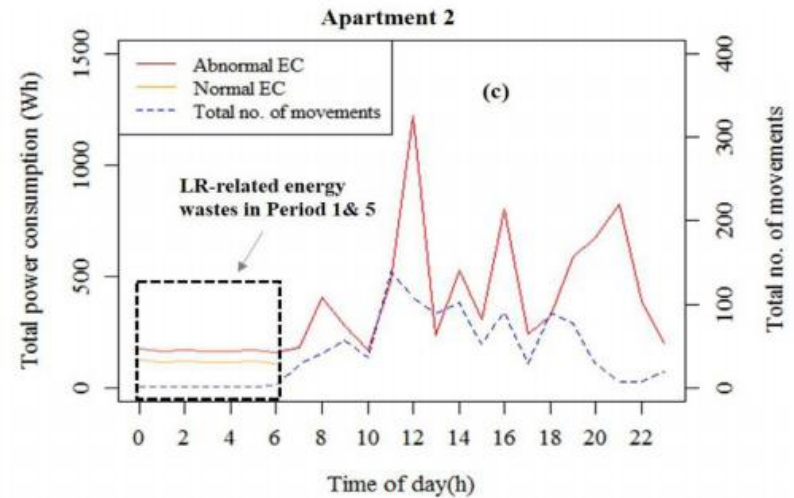 Apartment 2
Abnormal EC
Normal EC
Total no. of movements
(c)
LR-related energy
wastes in Period 1& 5
Total power consumption (Wh)
1500
1000
500
0
400
300
200
100
0
Total no. of movements
0 2 4 6 8 10 12 14 16 18 20 22
Time of day(h)